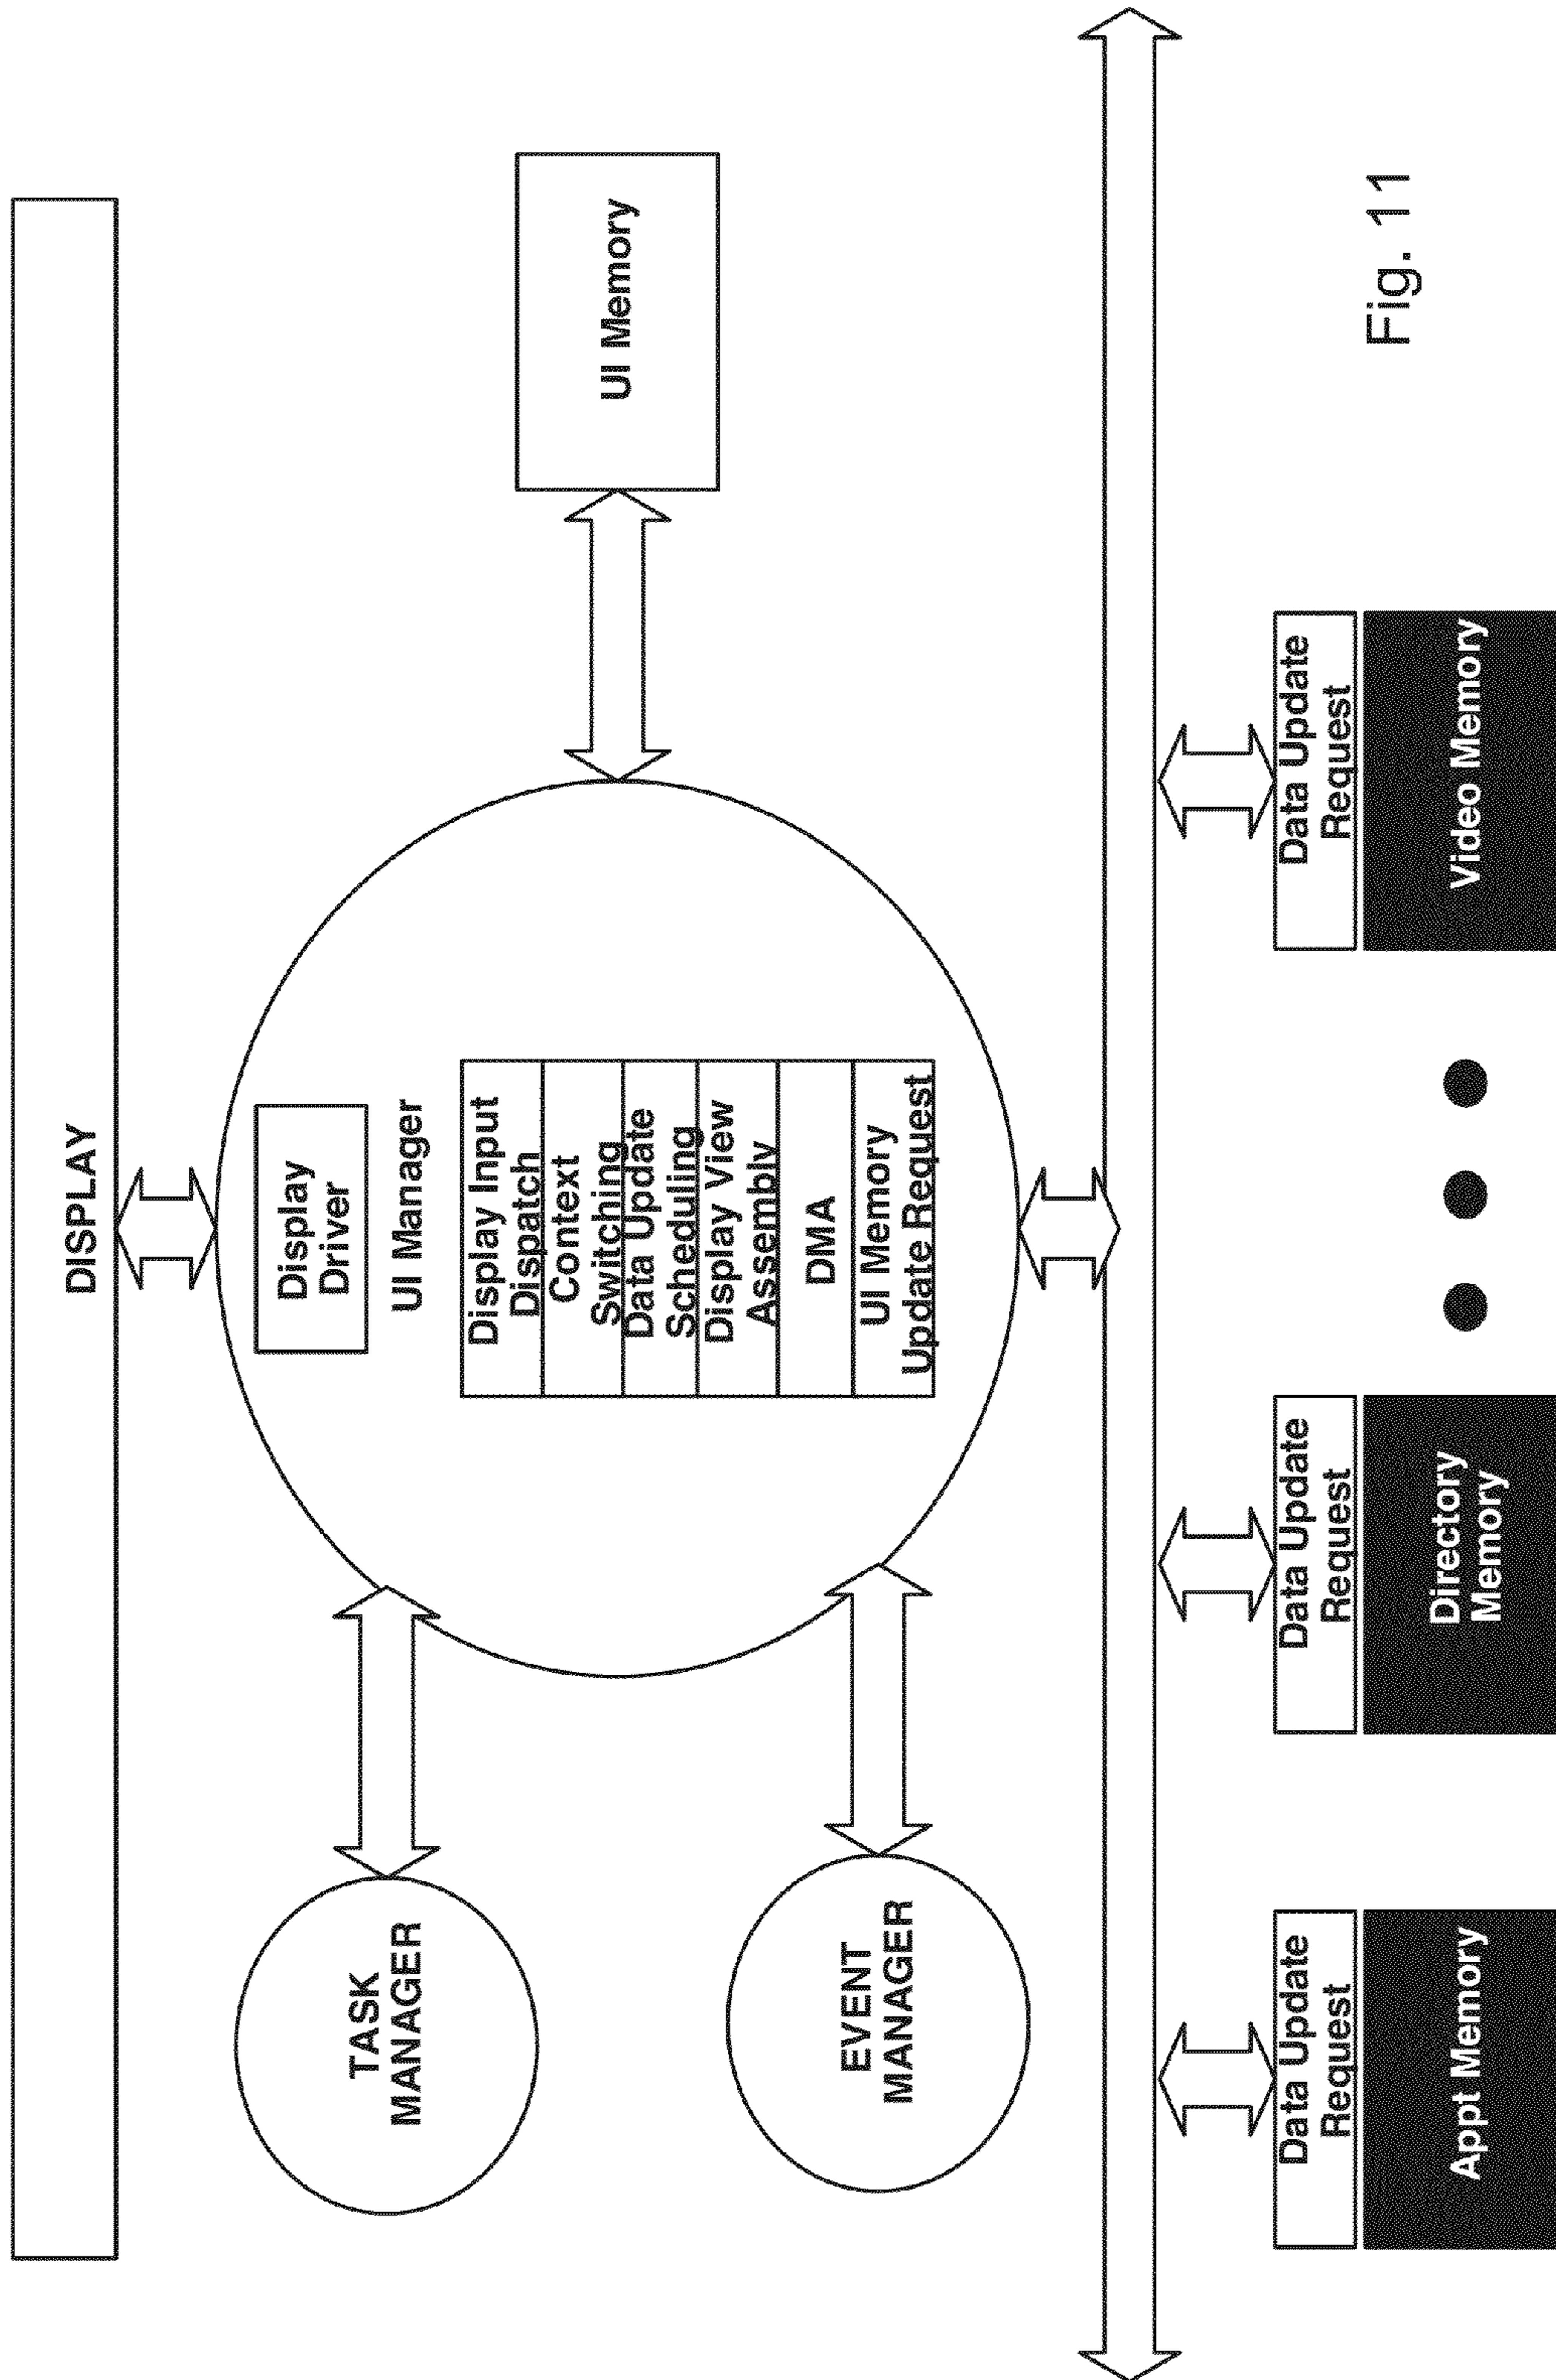 DISPLAY
Display
Driver
UI Manager
TASK
MANAGER
Display Input
Dispatch
Context
Switching
Data Update
Scheduling
Display View
Assembly
DMA
UI Memory
Update Request
UI Memory
EVENT
MANAGER
Data Update
Request
Appt Memory
Data Update
Request
Directory
Memory
Data Update
Request
Video Memory
Fig. 11